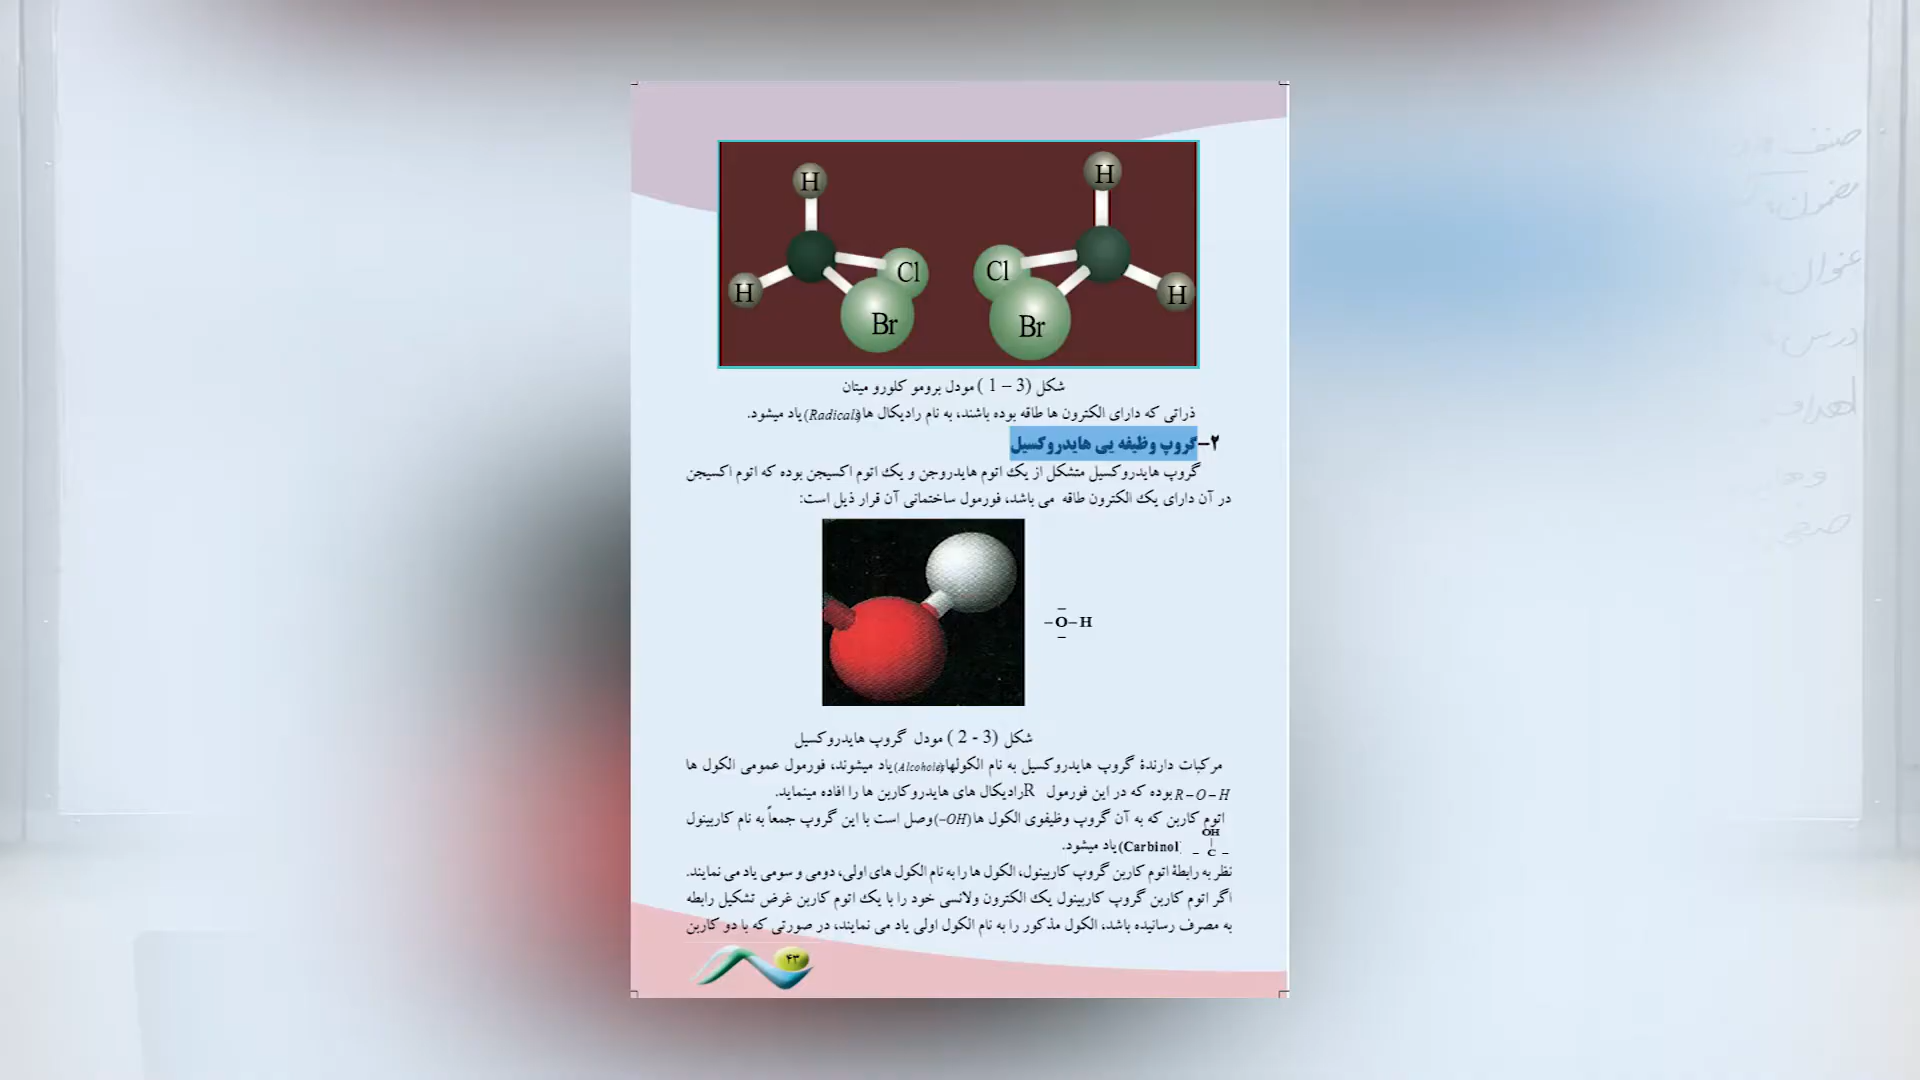 H
H
Cl
Br
H
Cl
Br
H
شکل (3 – 1 ) مودل برومو کلورو میتان
ذراتی که دارای الکترون ها طاقه بوده باشند، به نام رادیکال ها(Radicals) یاد میشود.
۲-گروپ وظیفه یی هایدروکسیل
گروپ هایدروکسیل متشکل از یک اتوم هایدروجن و یک اتوم اکسیجن بوده که اتوم اکسیجن
در آن دارای یک الکترون طاقه می باشد، فورمول ساختمانی آن قرار ذیل است:
–O–H
شکل (3 - 2 ) مودل گروپ هایدروکسیل
مرکبات دارندۀ گروپ هایدروکسیل به نام الکولها(Alcohols) یاد میشوند، فورمول عمومی الکول ها
R–O–H بوده که در این فورمول R رادیکال های هایدروکاربن ها را افاده مینماید.
اتوم کاربن که به آن گروپ وظیفوی الکول ها (–OH) وصل است با این گروپ جمعاً به نام کاربینول
OH
– C – (Carbinol) یاد میشود.
نظر به رابطۀ اتوم کاربن گروپ کاربینول، الکول ها را به نام الکول های اولی، دومی و سومی یاد می نمایند.
اگر اتوم کاربن گروپ کاربینول یک الکترون ولانسی خود را با یک اتوم کاربن غرض تشکیل رابطه
به مصرف رسانیده باشد، الکول مذکور را به نام الکول اولی یاد می نمایند، در صورتی که با دو کاربن
۴۳
صنف
مضمون
عنوان
درس
اهداف